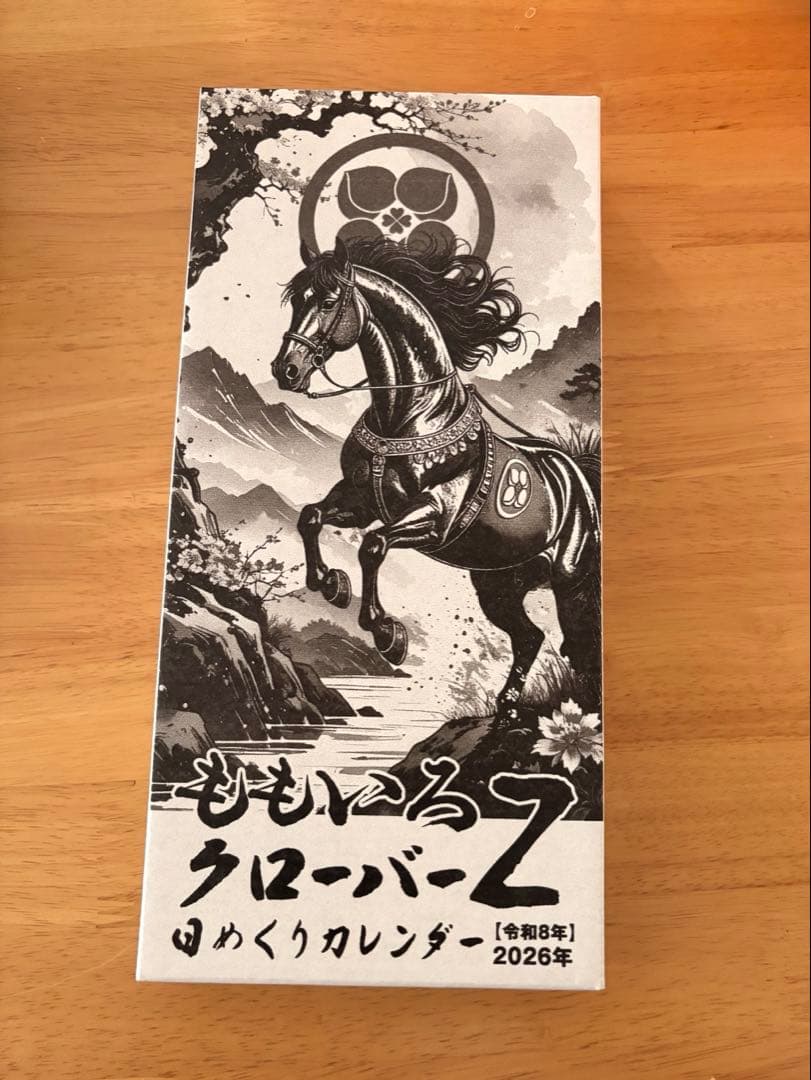 ももいろ
クローバーZ
日めくりカレンダー
【令和8年】
2026年